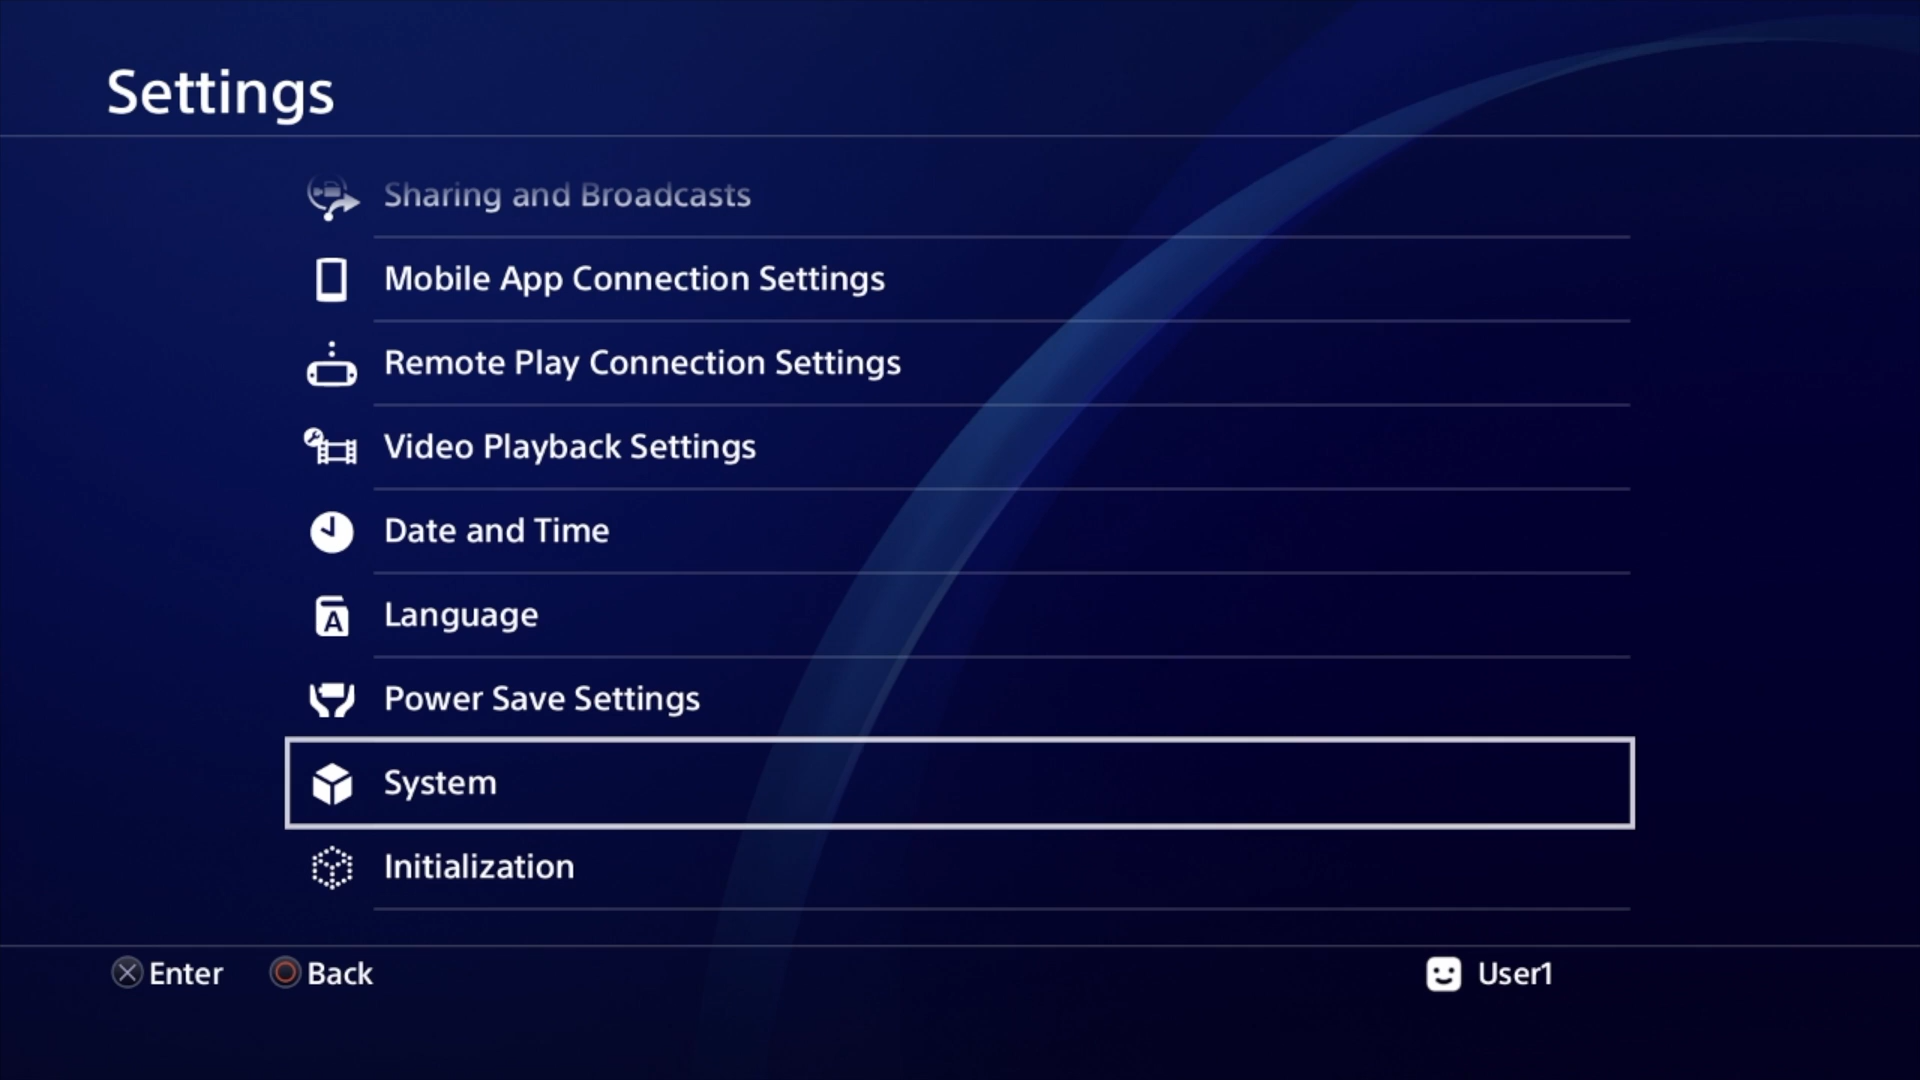 Settings
Sharing and Broadcasts
Mobile App Connection Settings
Remote Play Connection Settings
Video Playback Settings
Date and Time
Language
Power Save Settings
System
Initialization
Enter Back User1